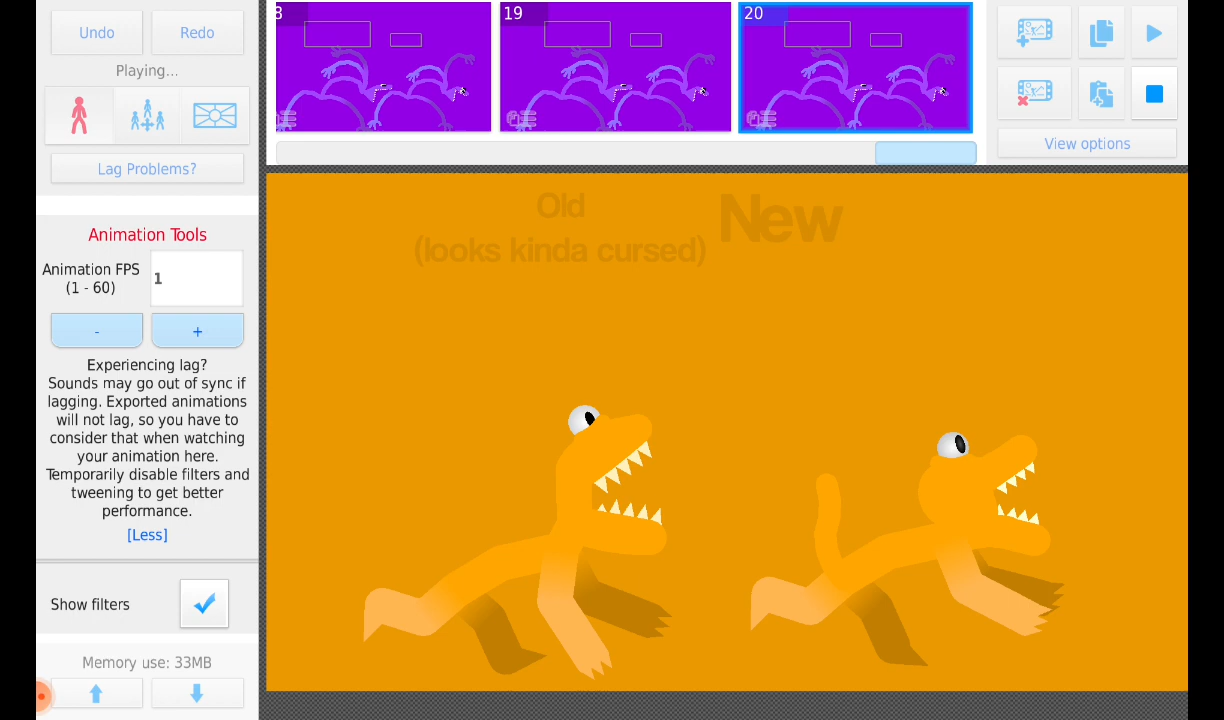 Undo
Redo
Playing...
Lag Problems?
Animation Tools
Animation FPS
(1 - 60)
1
-
+
Experiencing lag?
Sounds may go out of sync if
lagging. Exported animations
will not lag, so you have to
consider that when watching
your animation here.
Temporarily disable filters and
tweening to get better
performance.
[Less]
Show filters
Memory use: 33MB
8
19
20
View options
Old
(looks kinda cursed)
New